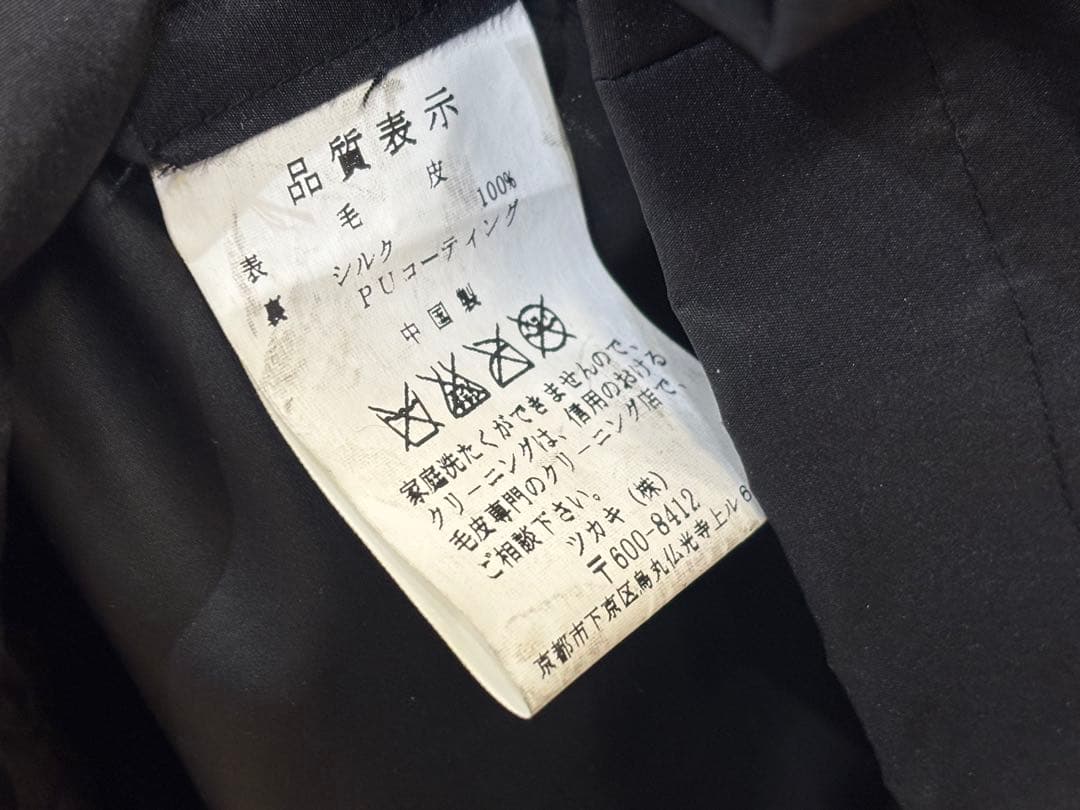 品質表示
表 毛 皮
裏 シルク 100%
PUコーティング
中国製
家庭洗たくができませんので、
クリーニングは、信用のおける
毛皮専門のクリーニング店で、
ご相談下さい。
ツカキ (株)
〒600-8412
京都市下京区烏丸仏光寺上ル6